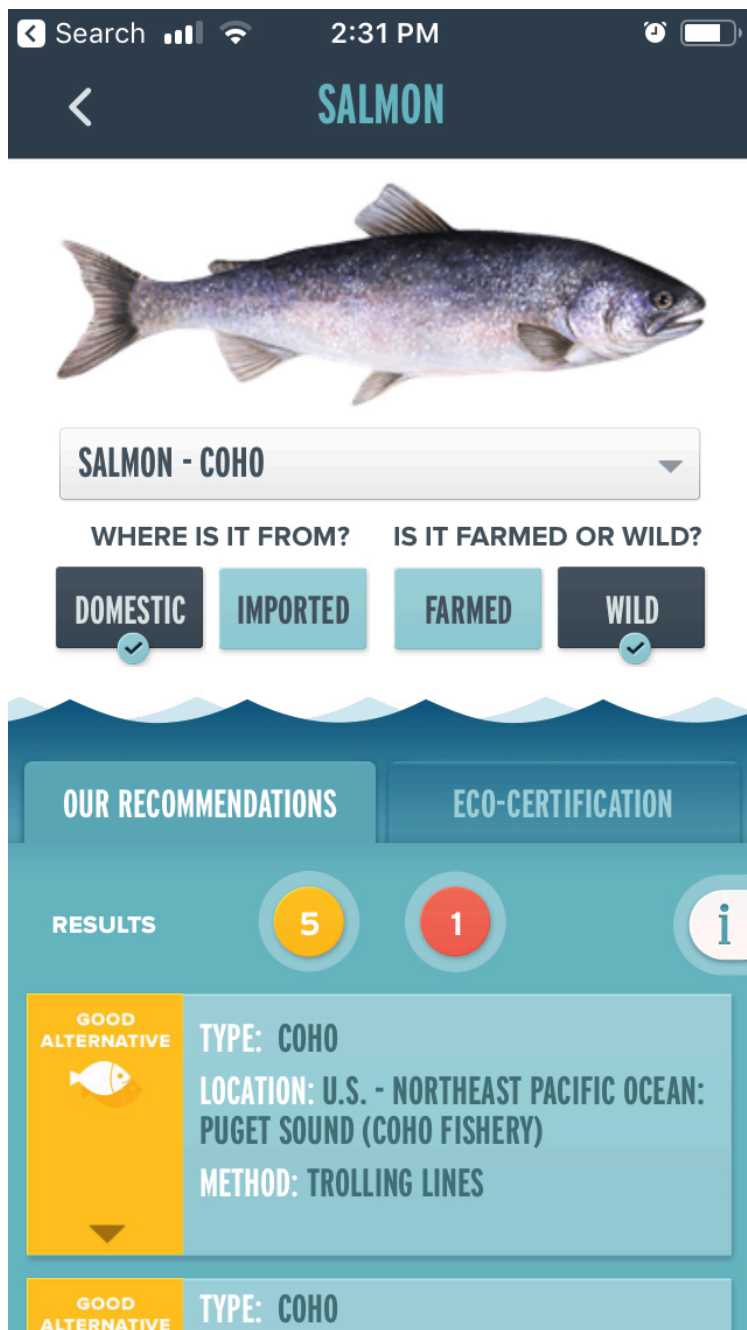 Search 2:31 PM
SALMON
SALMON - COHO
WHERE IS IT FROM? IS IT FARMED OR WILD?
DOMESTIC IMPORTED FARMED WILD
OUR RECOMMENDATIONS ECO-CERTIFICATION
RESULTS 5 1 i
GOOD
ALTERNATIVE
TYPE: COHO
LOCATION: U.S. - NORTHEAST PACIFIC OCEAN:
PUGET SOUND (COHO FISHERY)
METHOD: TROLLING LINES
GOOD
ALTERNATIVE
TYPE: COHO